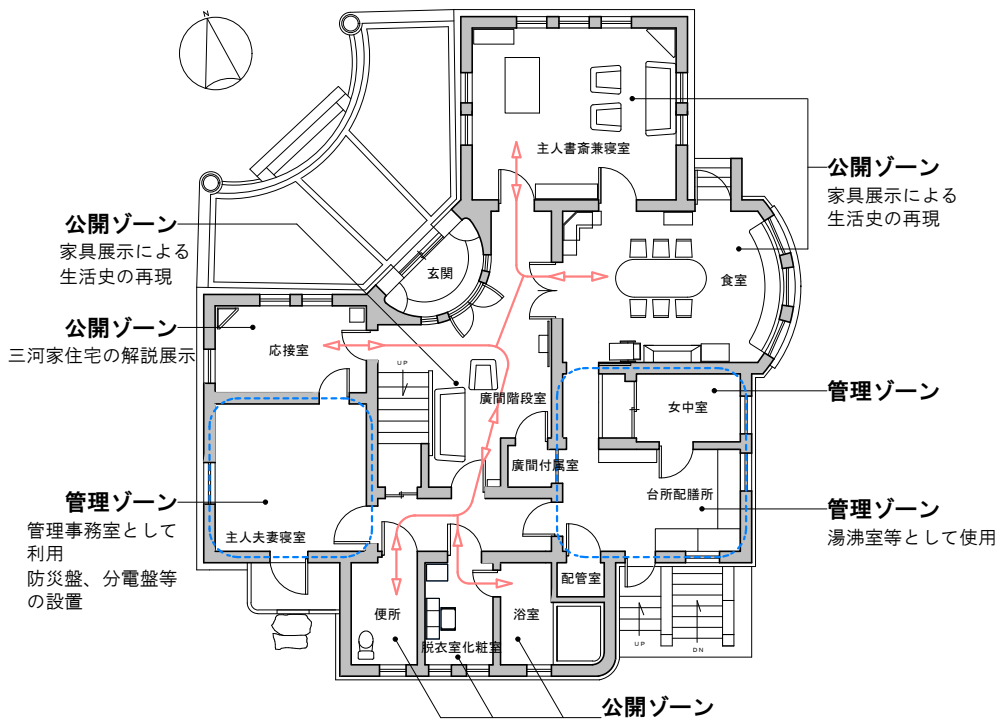 N
主人書斎兼寝室
公開ゾーン
家具展示による
生活史の再現
公開ゾーン
家具展示による
生活史の再現
玄関
食室
公開ゾーン
三河家住宅の解説展示
応接室
UP
廣間階段室
女中室
管理ゾーン
廣間付属室
台所配膳所
管理ゾーン
管理事務室として
利用
防災盤、分電盤等
の設置
主人夫妻寝室
管理ゾーン
湯沸室等として使用
配管室
便所
脱衣室化粧室
浴室
UP
DN
公開ゾーン